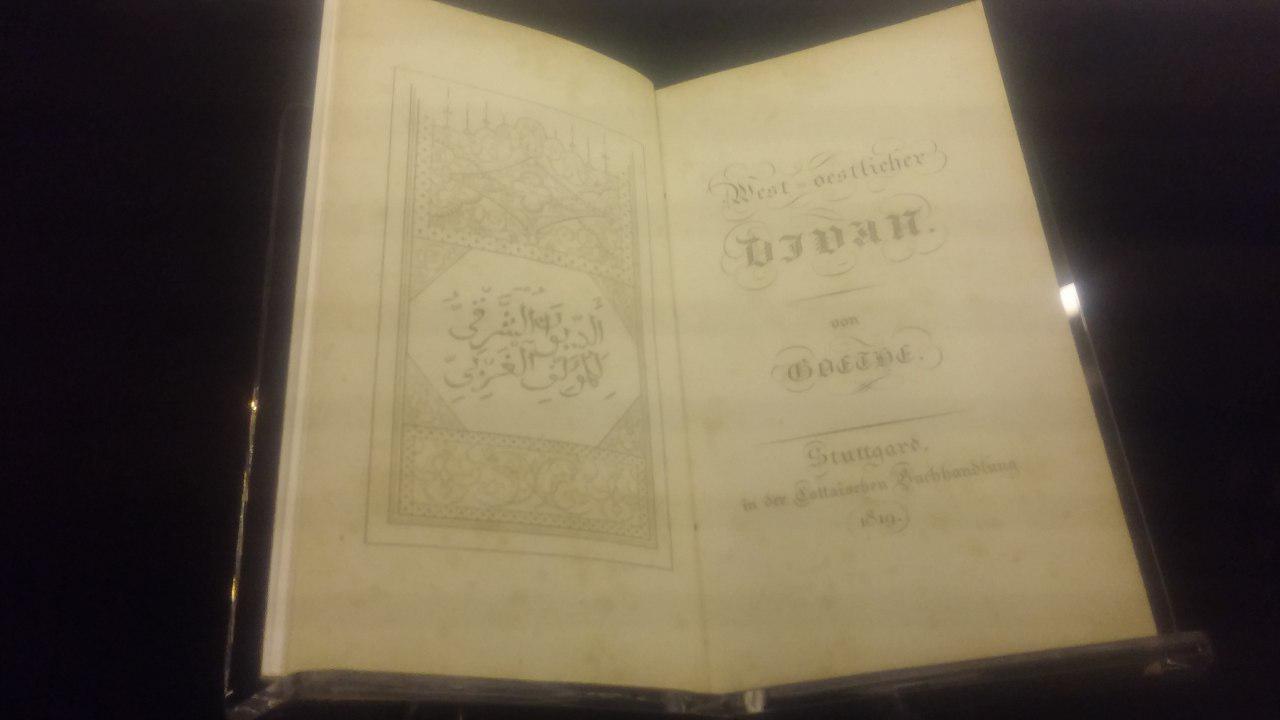 الديوان الشرقي
للمؤلف الغربي
West-oestlicher
DIVAN.
von
GOETHE.
Stuttgard,
in der Cottaischen Buchhandlung
1819.